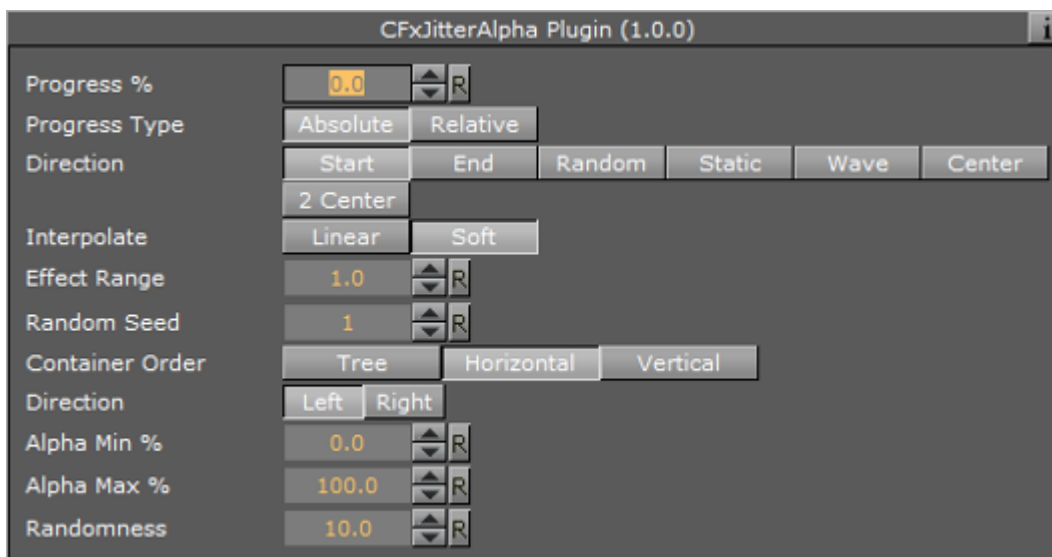 CFxJitterAlpha Plugin (1.0.0) i
Progress % 0.0 R
Progress Type Absolute Relative
Direction Start End Random Static Wave Center
2 Center
Interpolate Linear Soft
Effect Range 1.0 R
Random Seed 1 R
Container Order Tree Horizontal Vertical
Direction Left Right
Alpha Min % 0.0 R
Alpha Max % 100.0 R
Randomness 10.0 R